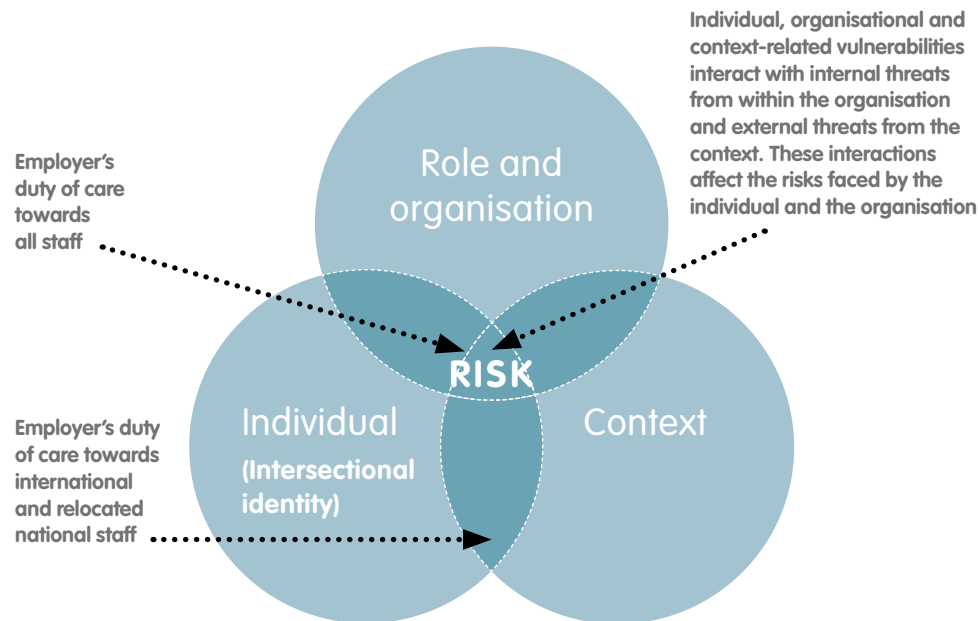 Individual, organisational and
context-related vulnerabilities
interact with internal threats
from within the organisation
and external threats from the
context. These interactions
affect the risks faced by the
individual and the organisation
Employer’s
duty of care
towards
all staff
Role and
organisation
RISK
Individual
(Intersectional
identity)
Context
Employer’s duty
of care towards
international
and relocated
national staff